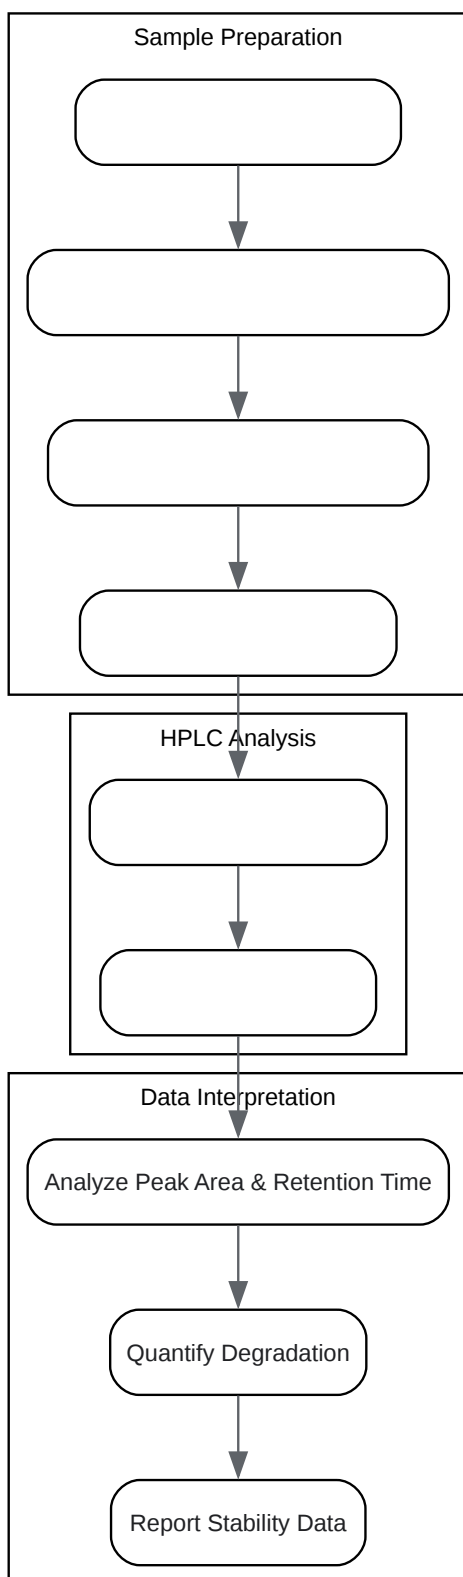 Sample Preparation
HPLC Analysis
Data Interpretation
Analyze Peak Area & Retention Time
Quantify Degradation
Report Stability Data